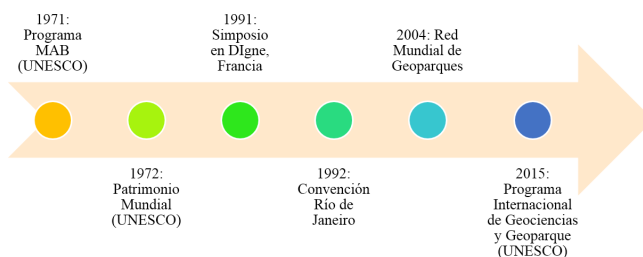 1971:
Programa
MAB
(UNESCO)
1972:
Patrimonio
Mundial
(UNESCO)
1991:
Simposio
en DIgne,
Francia
1992:
Convención
Río de
Janeiro
2004: Red
Mundial de
Geoparques
2015:
Programa
Internacional
de Geociencias
y Geoparque
(UNESCO)